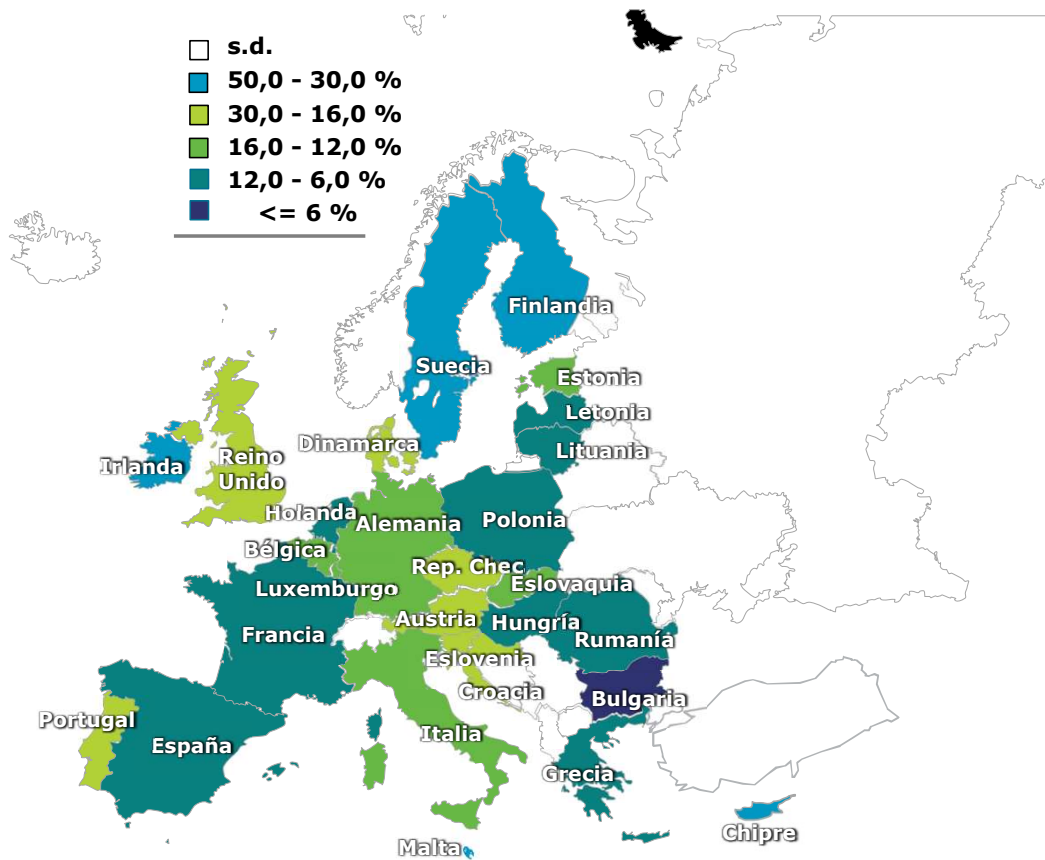 s.d.
50,0 - 30,0 %
30,0 - 16,0 %
16,0 - 12,0 %
12,0 - 6,0 %
<= 6 %
Finlandia
Suecia
Estonia
Letonia
Dinamarca
Lituania
Irlanda
Reino
Unido
Holanda
Alemania
Polonia
Bélgica
Rep. Chec
Eslovaquia
Luxemburgo
Austria
Hungría
Francia
Rumanía
Eslovenia
Croacia
Bulgaria
Portugal
España
Italia
Grecia
Chipre
Malta